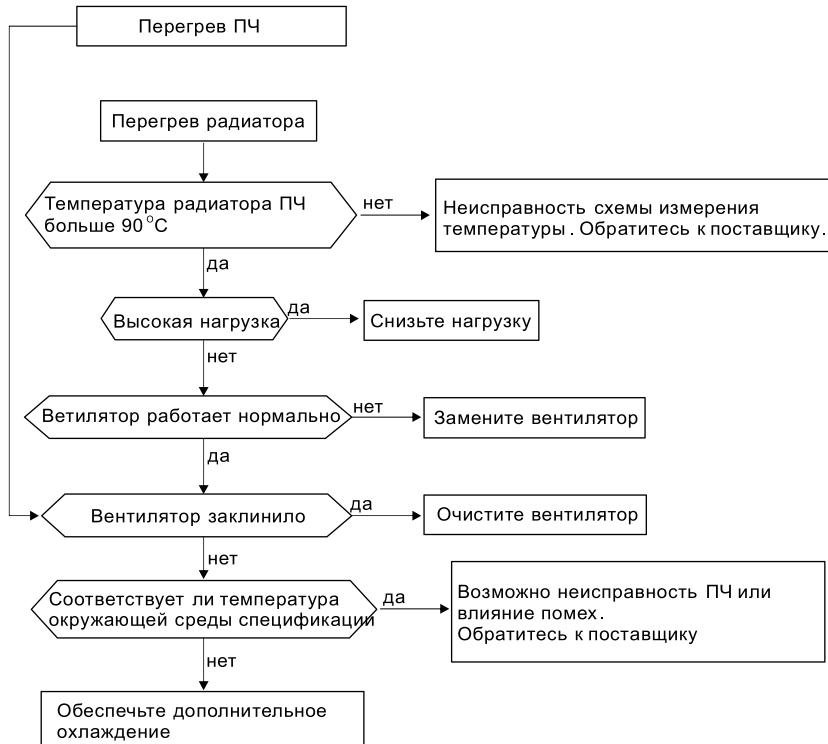 Перегрев ПЧ
Перегрев радиатора
Температура радиатора ПЧ
больше 90°C
нет
Неисправность схемы измерения
температуры. Обратитесь к поставщику.
да
Высокая нагрузка
да
Снизьте нагрузку
нет
Ветилятор работает нормально
нет
Замените вентилятор
да
Вентилятор заклинило
да
Очистите вентилятор
нет
Соответствует ли температура
окружающей среды спецификации
да
Возможно неисправность ПЧ или
влияние помех.
Обратитесь к поставщику
нет
Обеспечьте дополнительное
охлаждение